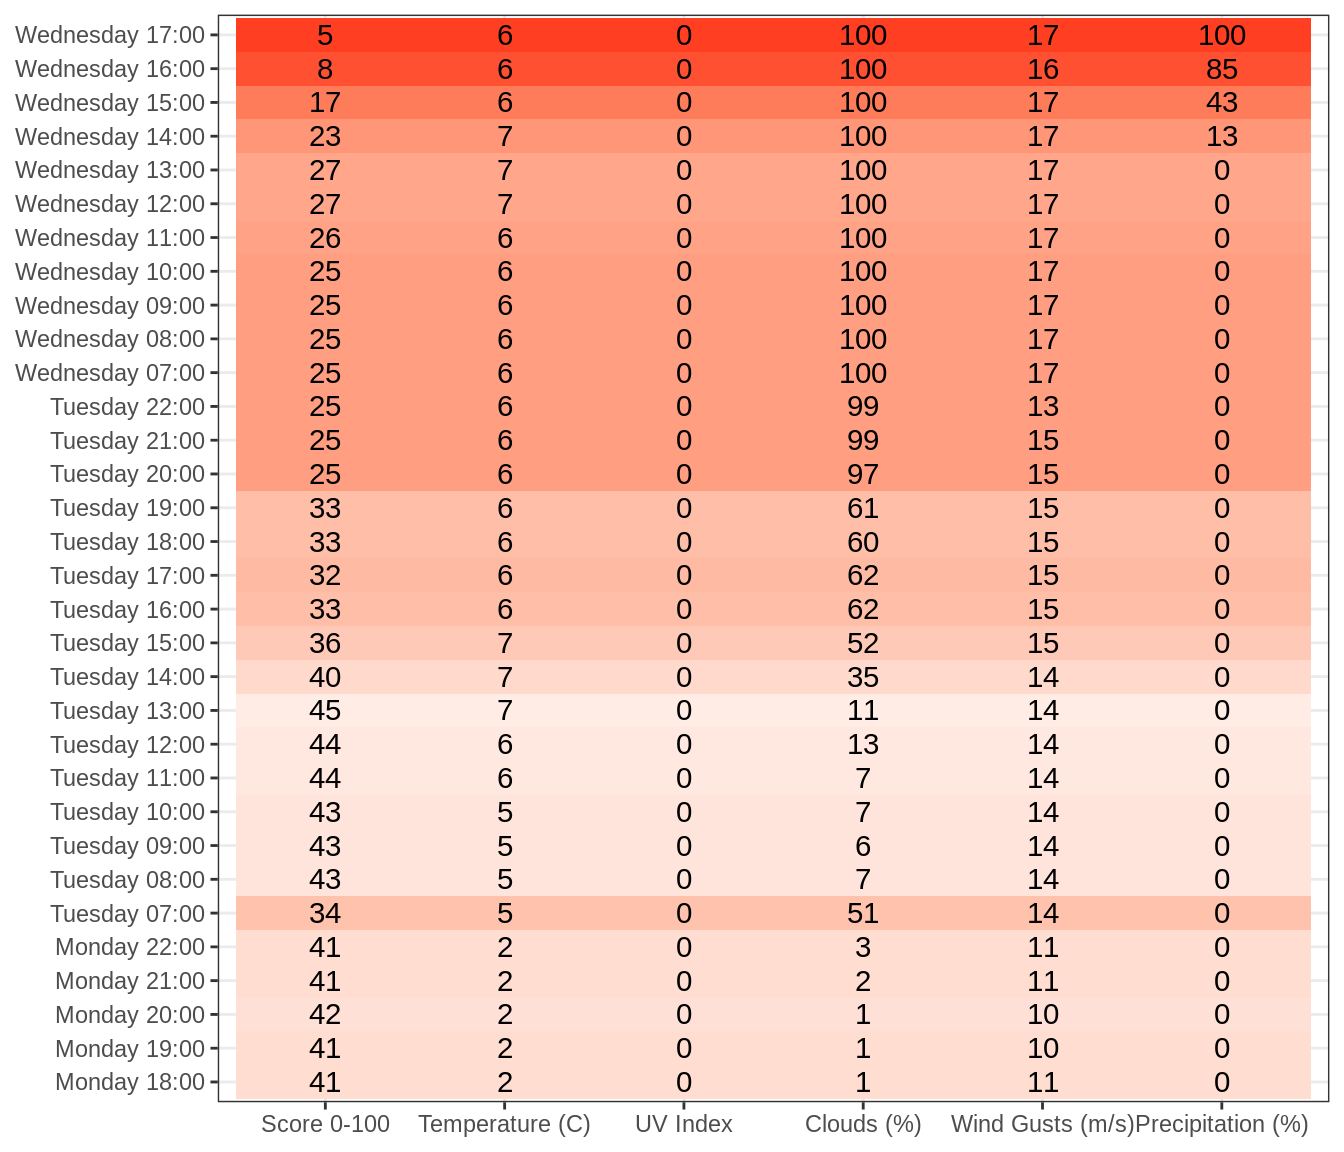 Wednesday 17:00 5 6 0 100 17 100
Wednesday 16:00 8 6 0 100 16 85
Wednesday 15:00 17 6 0 100 17 43
Wednesday 14:00 23 7 0 100 17 13
Wednesday 13:00 27 7 0 100 17 0
Wednesday 12:00 27 7 0 100 17 0
Wednesday 11:00 26 6 0 100 17 0
Wednesday 10:00 25 6 0 100 17 0
Wednesday 09:00 25 6 0 100 17 0
Wednesday 08:00 25 6 0 100 17 0
Wednesday 07:00 25 6 0 100 17 0
Tuesday 22:00 25 6 0 99 13 0
Tuesday 21:00 25 6 0 99 15 0
Tuesday 20:00 25 6 0 97 15 0
Tuesday 19:00 33 6 0 61 15 0
Tuesday 18:00 33 6 0 60 15 0
Tuesday 17:00 32 6 0 62 15 0
Tuesday 16:00 33 6 0 62 15 0
Tuesday 15:00 36 7 0 52 15 0
Tuesday 14:00 40 7 0 35 14 0
Tuesday 13:00 45 7 0 11 14 0
Tuesday 12:00 44 6 0 13 14 0
Tuesday 11:00 44 6 0 7 14 0
Tuesday 10:00 43 5 0 7 14 0
Tuesday 09:00 43 5 0 6 14 0
Tuesday 08:00 43 5 0 7 14 0
Tuesday 07:00 34 5 0 51 14 0
Monday 22:00 41 2 0 3 11 0
Monday 21:00 41 2 0 2 11 0
Monday 20:00 42 2 0 1 10 0
Monday 19:00 41 2 0 1 10 0
Monday 18:00 41 2 0 1 11 0
Score 0-100 Temperature (C) UV Index Clouds (%) Wind Gusts (m/s) Precipitation (%)